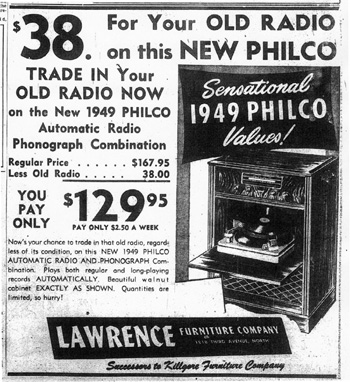 $38.
For Your OLD RADIO
on this NEW PHILCO
TRADE IN Your
OLD RADIO NOW
on the New 1949 PHILCO
Automatic Radio
Phonograph Combination
Regular Price . . . . . . $167.95
Less Old Radio . . . . . 38.00
YOU
PAY
ONLY
$129.95
PAY ONLY $2.50 A WEEK
Now's your chance to trade in that old radio, regard-
less of its condition, on this NEW 1949 PHILCO
AUTOMATIC RADIO AND PHONOGRAPH Com-
bination. Plays both regular and long-playing
records AUTOMATICALLY. Beautiful walnut
cabinet EXACTLY AS SHOWN. Quantities are
limited, so hurry!
Sensational
1949 PHILCO
Values!
LAWRENCE FURNITURE COMPANY
THIRD AVENUE, NORTH
Successors to Killgore Furniture Company